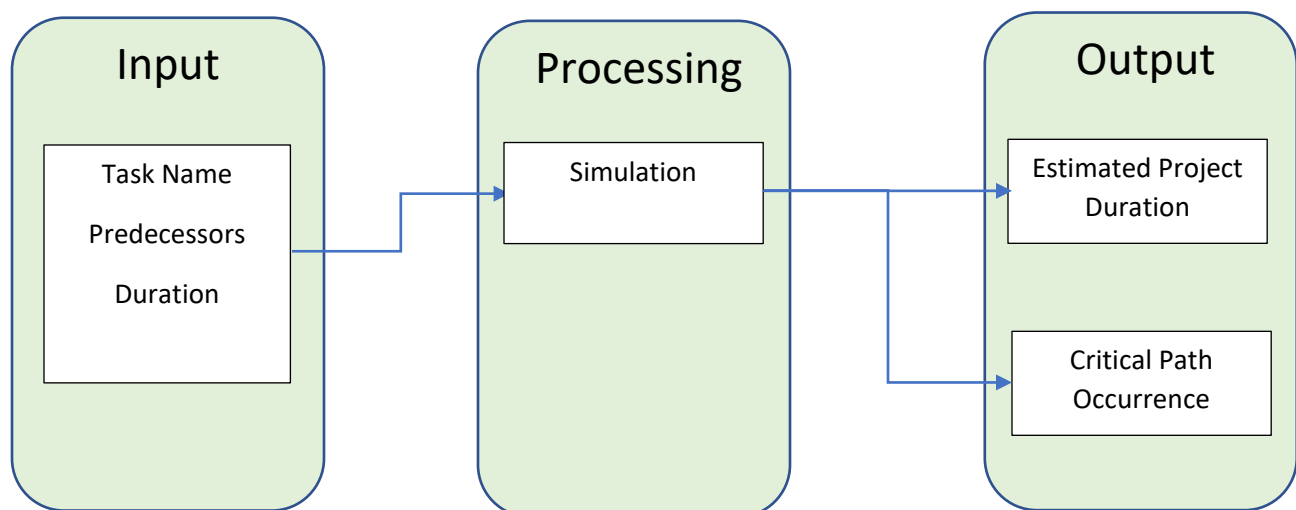 Input
Task Name
Predecessors
Duration
Processing
Simulation
Output
Estimated Project
Duration
Critical Path
Occurrence